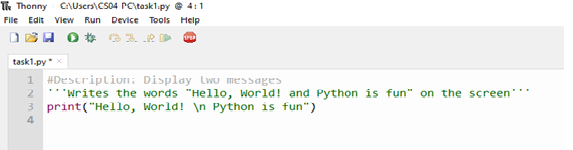 Thonny - C:\Users\CS04 PC\task1.py @ 4:1
File Edit View Run Device Tools Help
STOP
task1.py * ×
1 #Description: Display two messages
2 '''Writes the words "Hello, World! and Python is fun" on the screen'''
3 print("Hello, World! \n Python is fun")
4